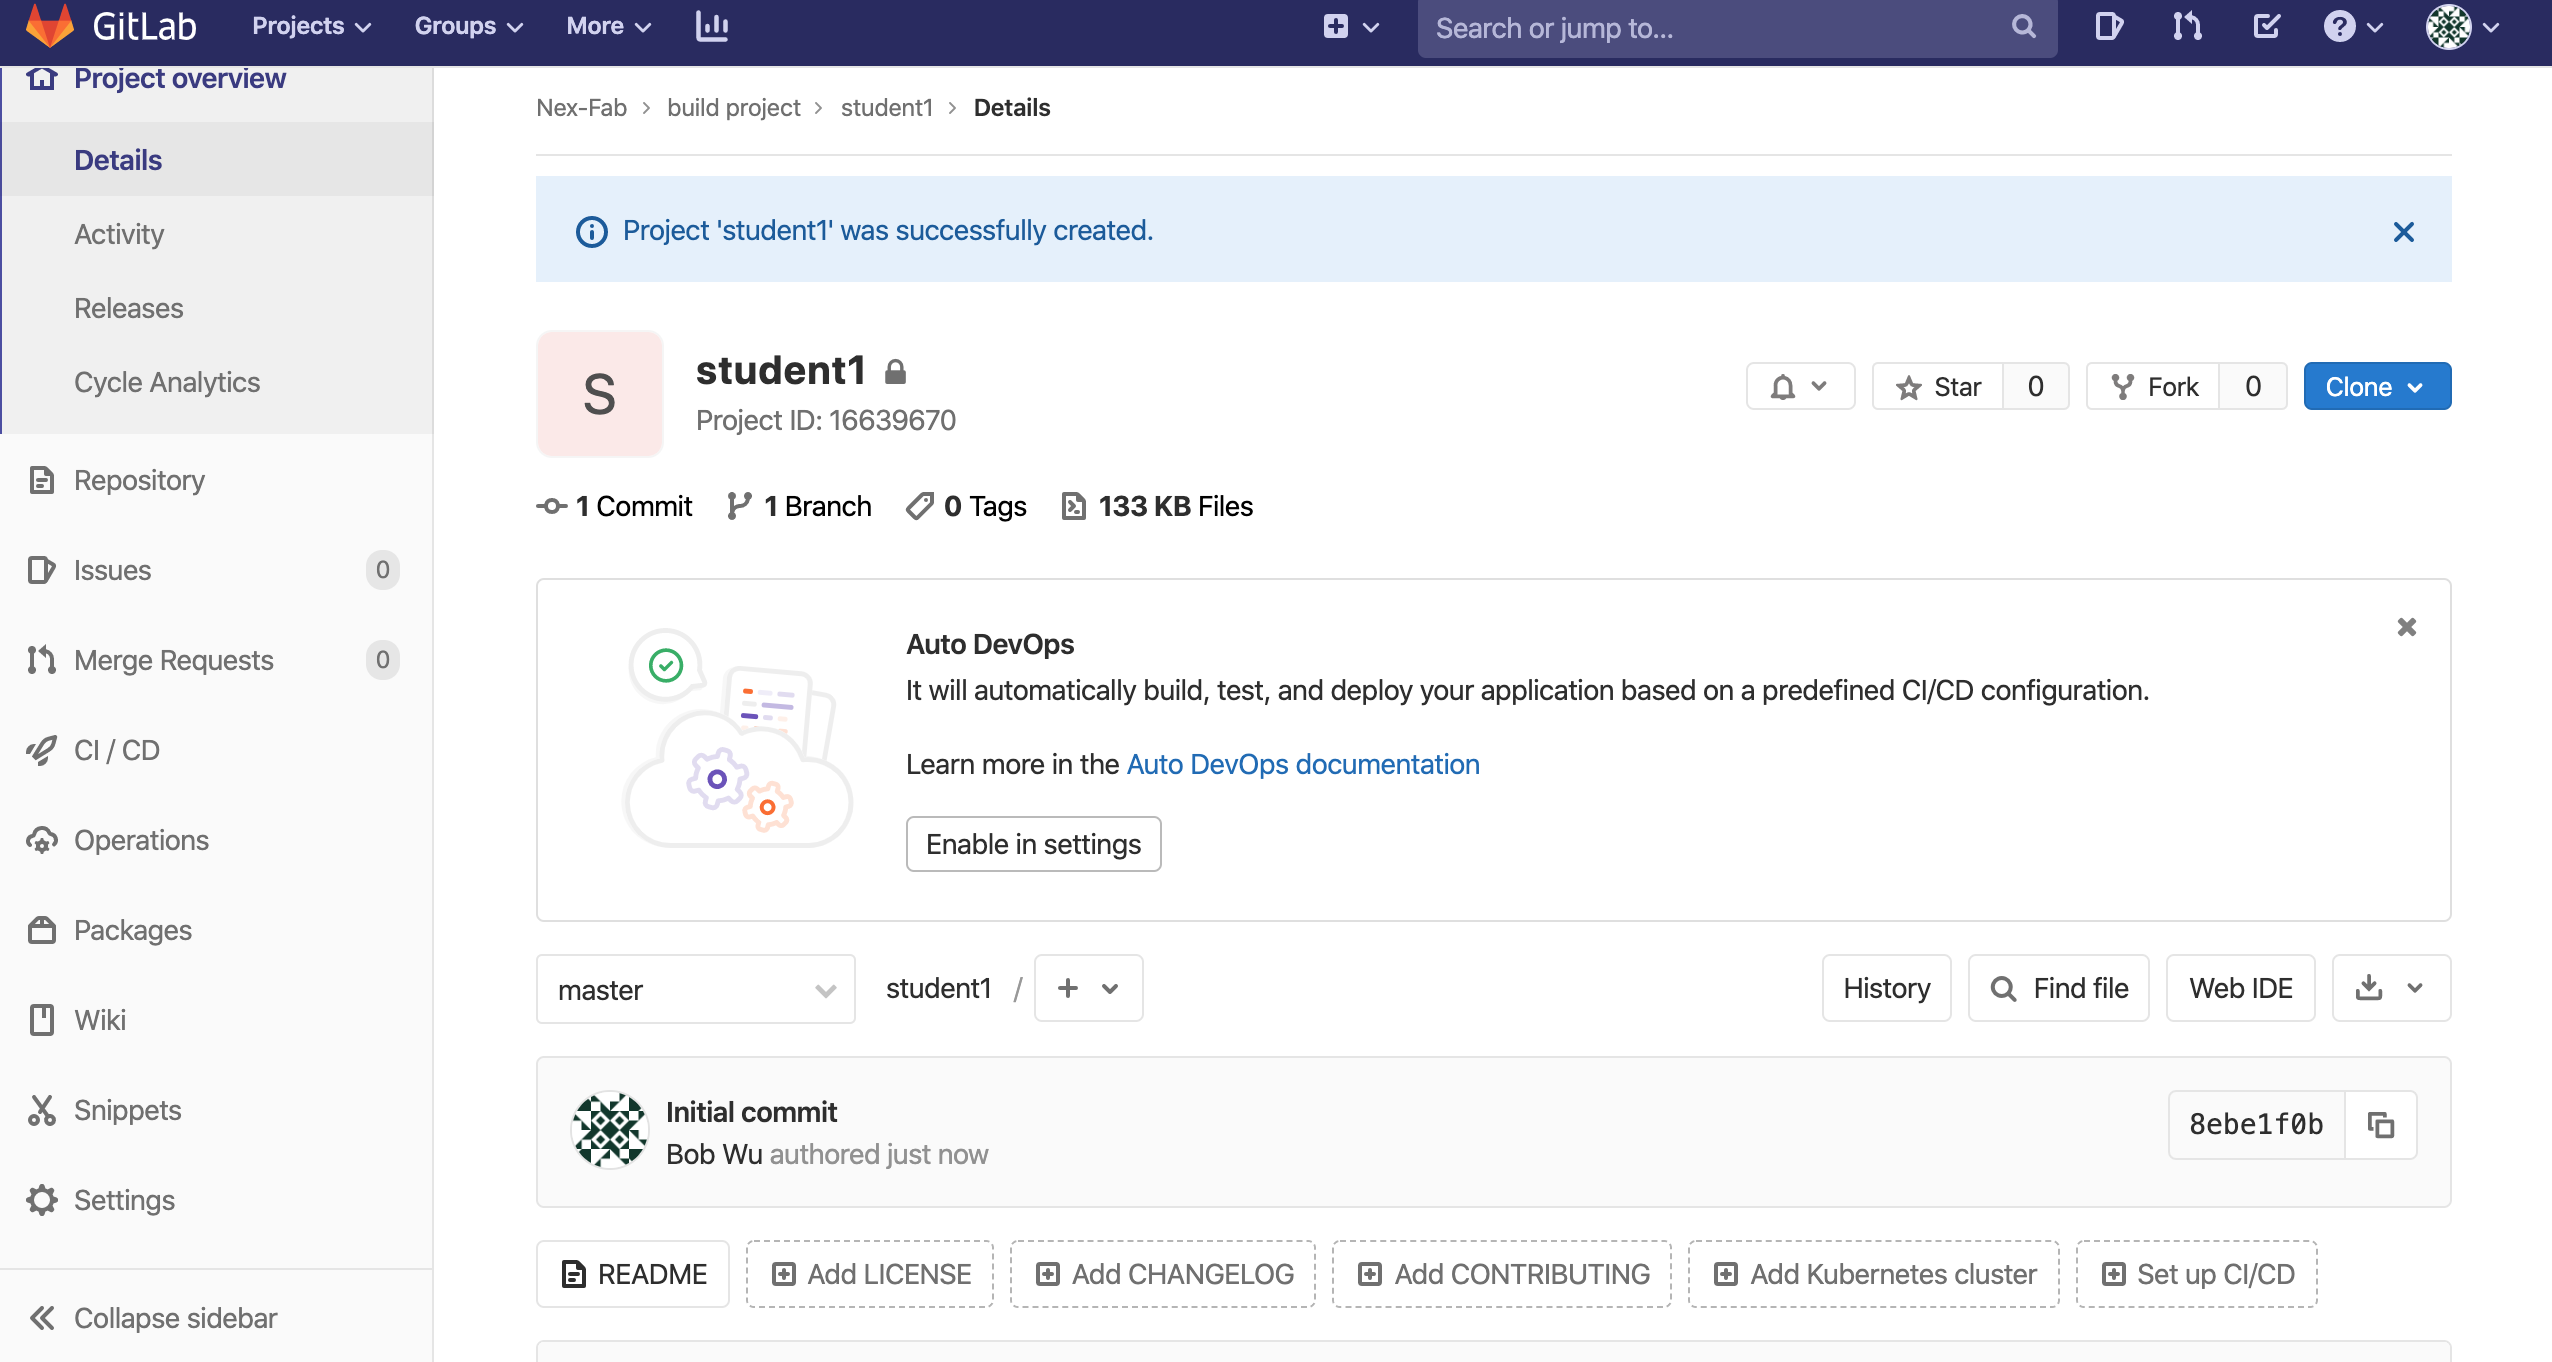 GitLab Projects Groups More Search or jump to...
Project overview
Details
Activity
Releases
Cycle Analytics
Repository
Issues 0
Merge Requests 0
CI / CD
Operations
Packages
Wiki
Snippets
Settings
Collapse sidebar
Nex-Fab > build project > student1 > Details
Project 'student1' was successfully created.
S
student1
Project ID: 16639670
Star 0 Fork 0 Clone
1 Commit 1 Branch 0 Tags 133 KB Files
Auto DevOps
It will automatically build, test, and deploy your application based on a predefined CI/CD configuration.
Learn more in the Auto DevOps documentation
Enable in settings
master student1 / + History Find file Web IDE
Initial commit
Bob Wu authored just now
8ebe1f0b
README Add LICENSE Add CHANGELOG Add CONTRIBUTING Add Kubernetes cluster Set up CI/CD